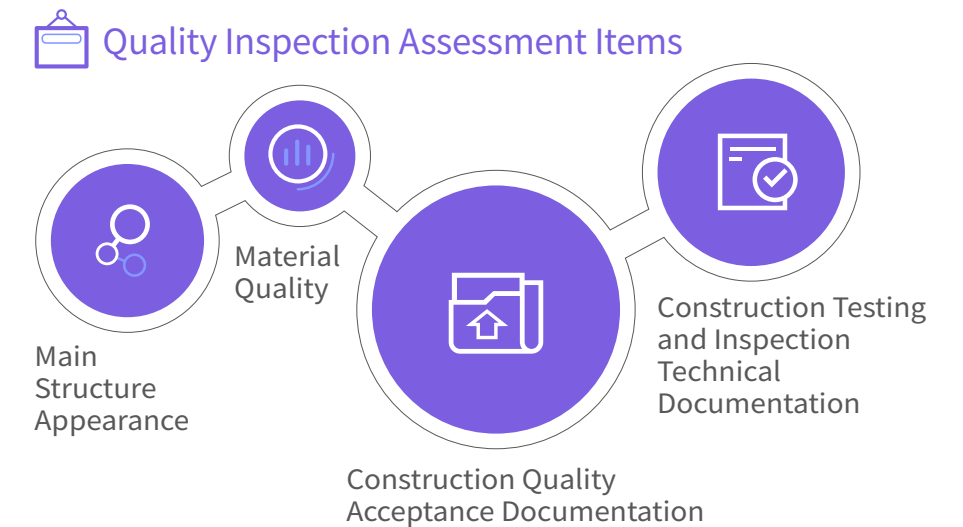 Quality Inspection Assessment Items
Main
Structure
Appearance
Material
Quality
Construction Quality
Acceptance Documentation
Construction Testing
and Inspection
Technical
Documentation